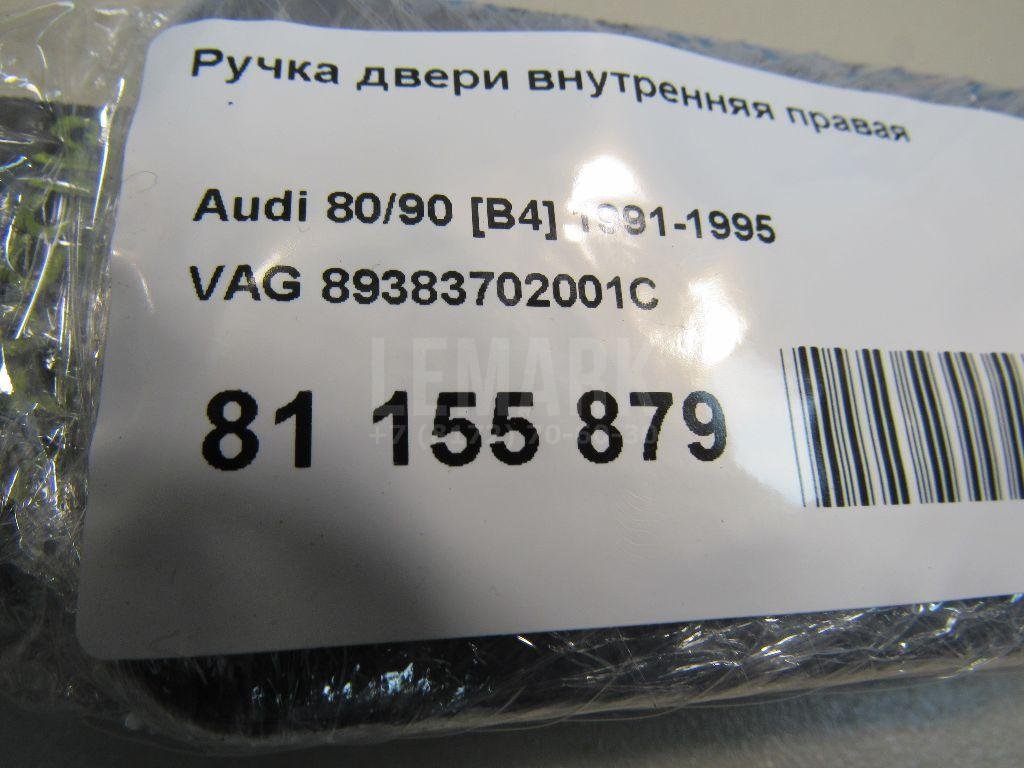 Ручка двери внутренняя правая
Audi 80/90 [B4] 1991-1995
VAG 89383702001C
LEMARK
81 155 879